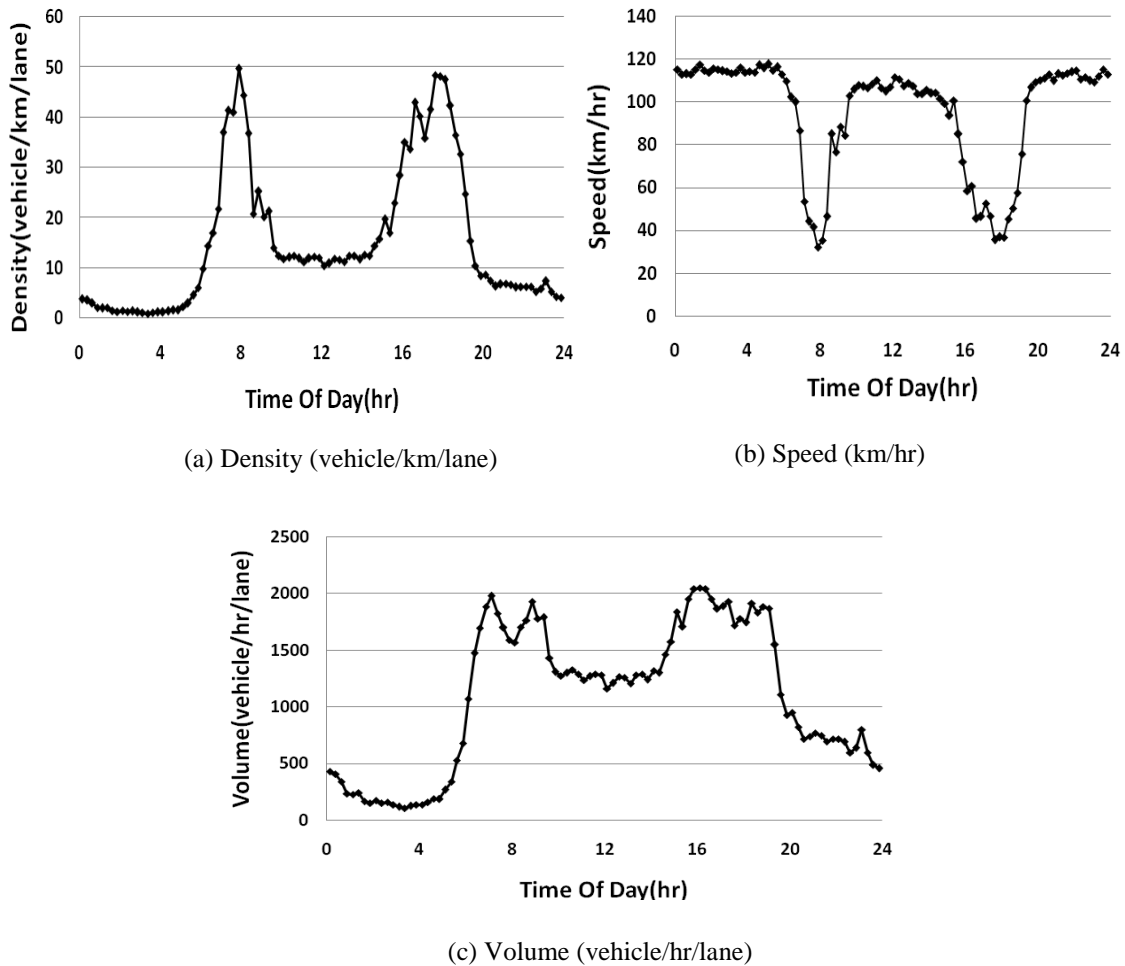 Density(vehicle/km/lane)
60
50
40
30
20
10
0
0 4 8 12 16 20 24
Time Of Day(hr)
(a) Density (vehicle/km/lane)
Speed(km/hr)
140
120
100
80
60
40
20
0
0 4 8 12 16 20 24
Time Of Day(hr)
(b) Speed (km/hr)
Volume(vehicle/hr/lane)
2500
2000
1500
1000
500
0
0 4 8 12 16 20 24
Time Of Day(hr)
(c) Volume (vehicle/hr/lane)